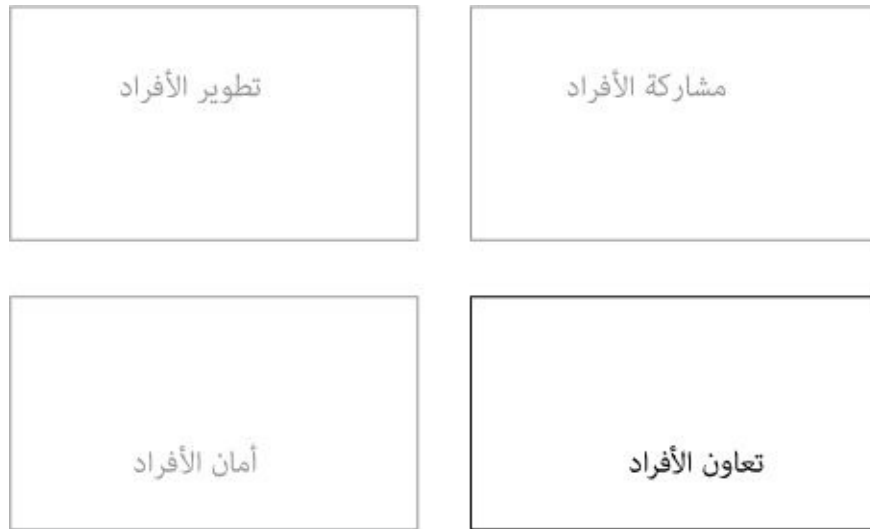 مشاركة الأفراد
تطوير الأفراد
تعاون الأفراد
أمان الأفراد